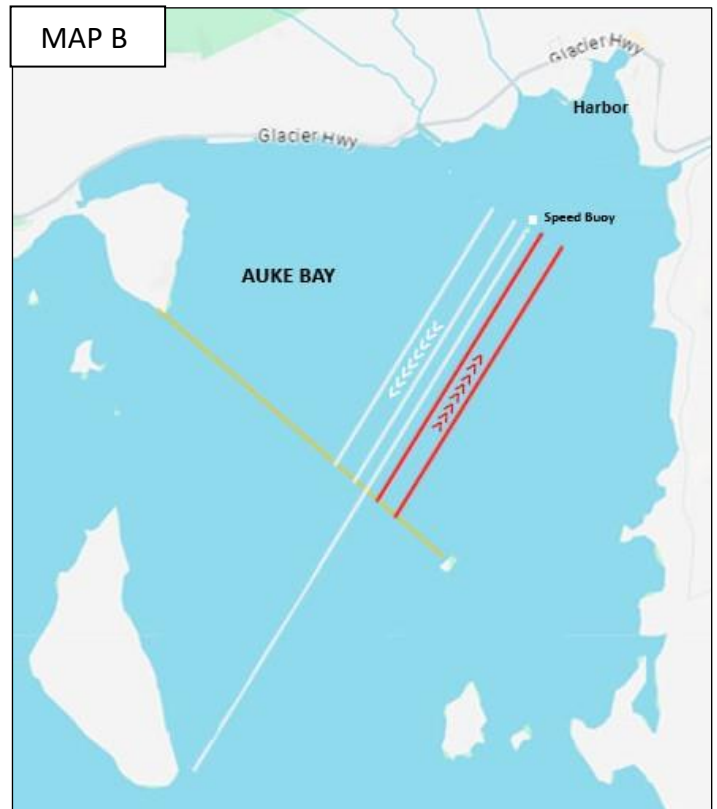 MAP B
Glacier Hwy
Harbor
Glacier Hwy
Speed Buoy
AUKE BAY